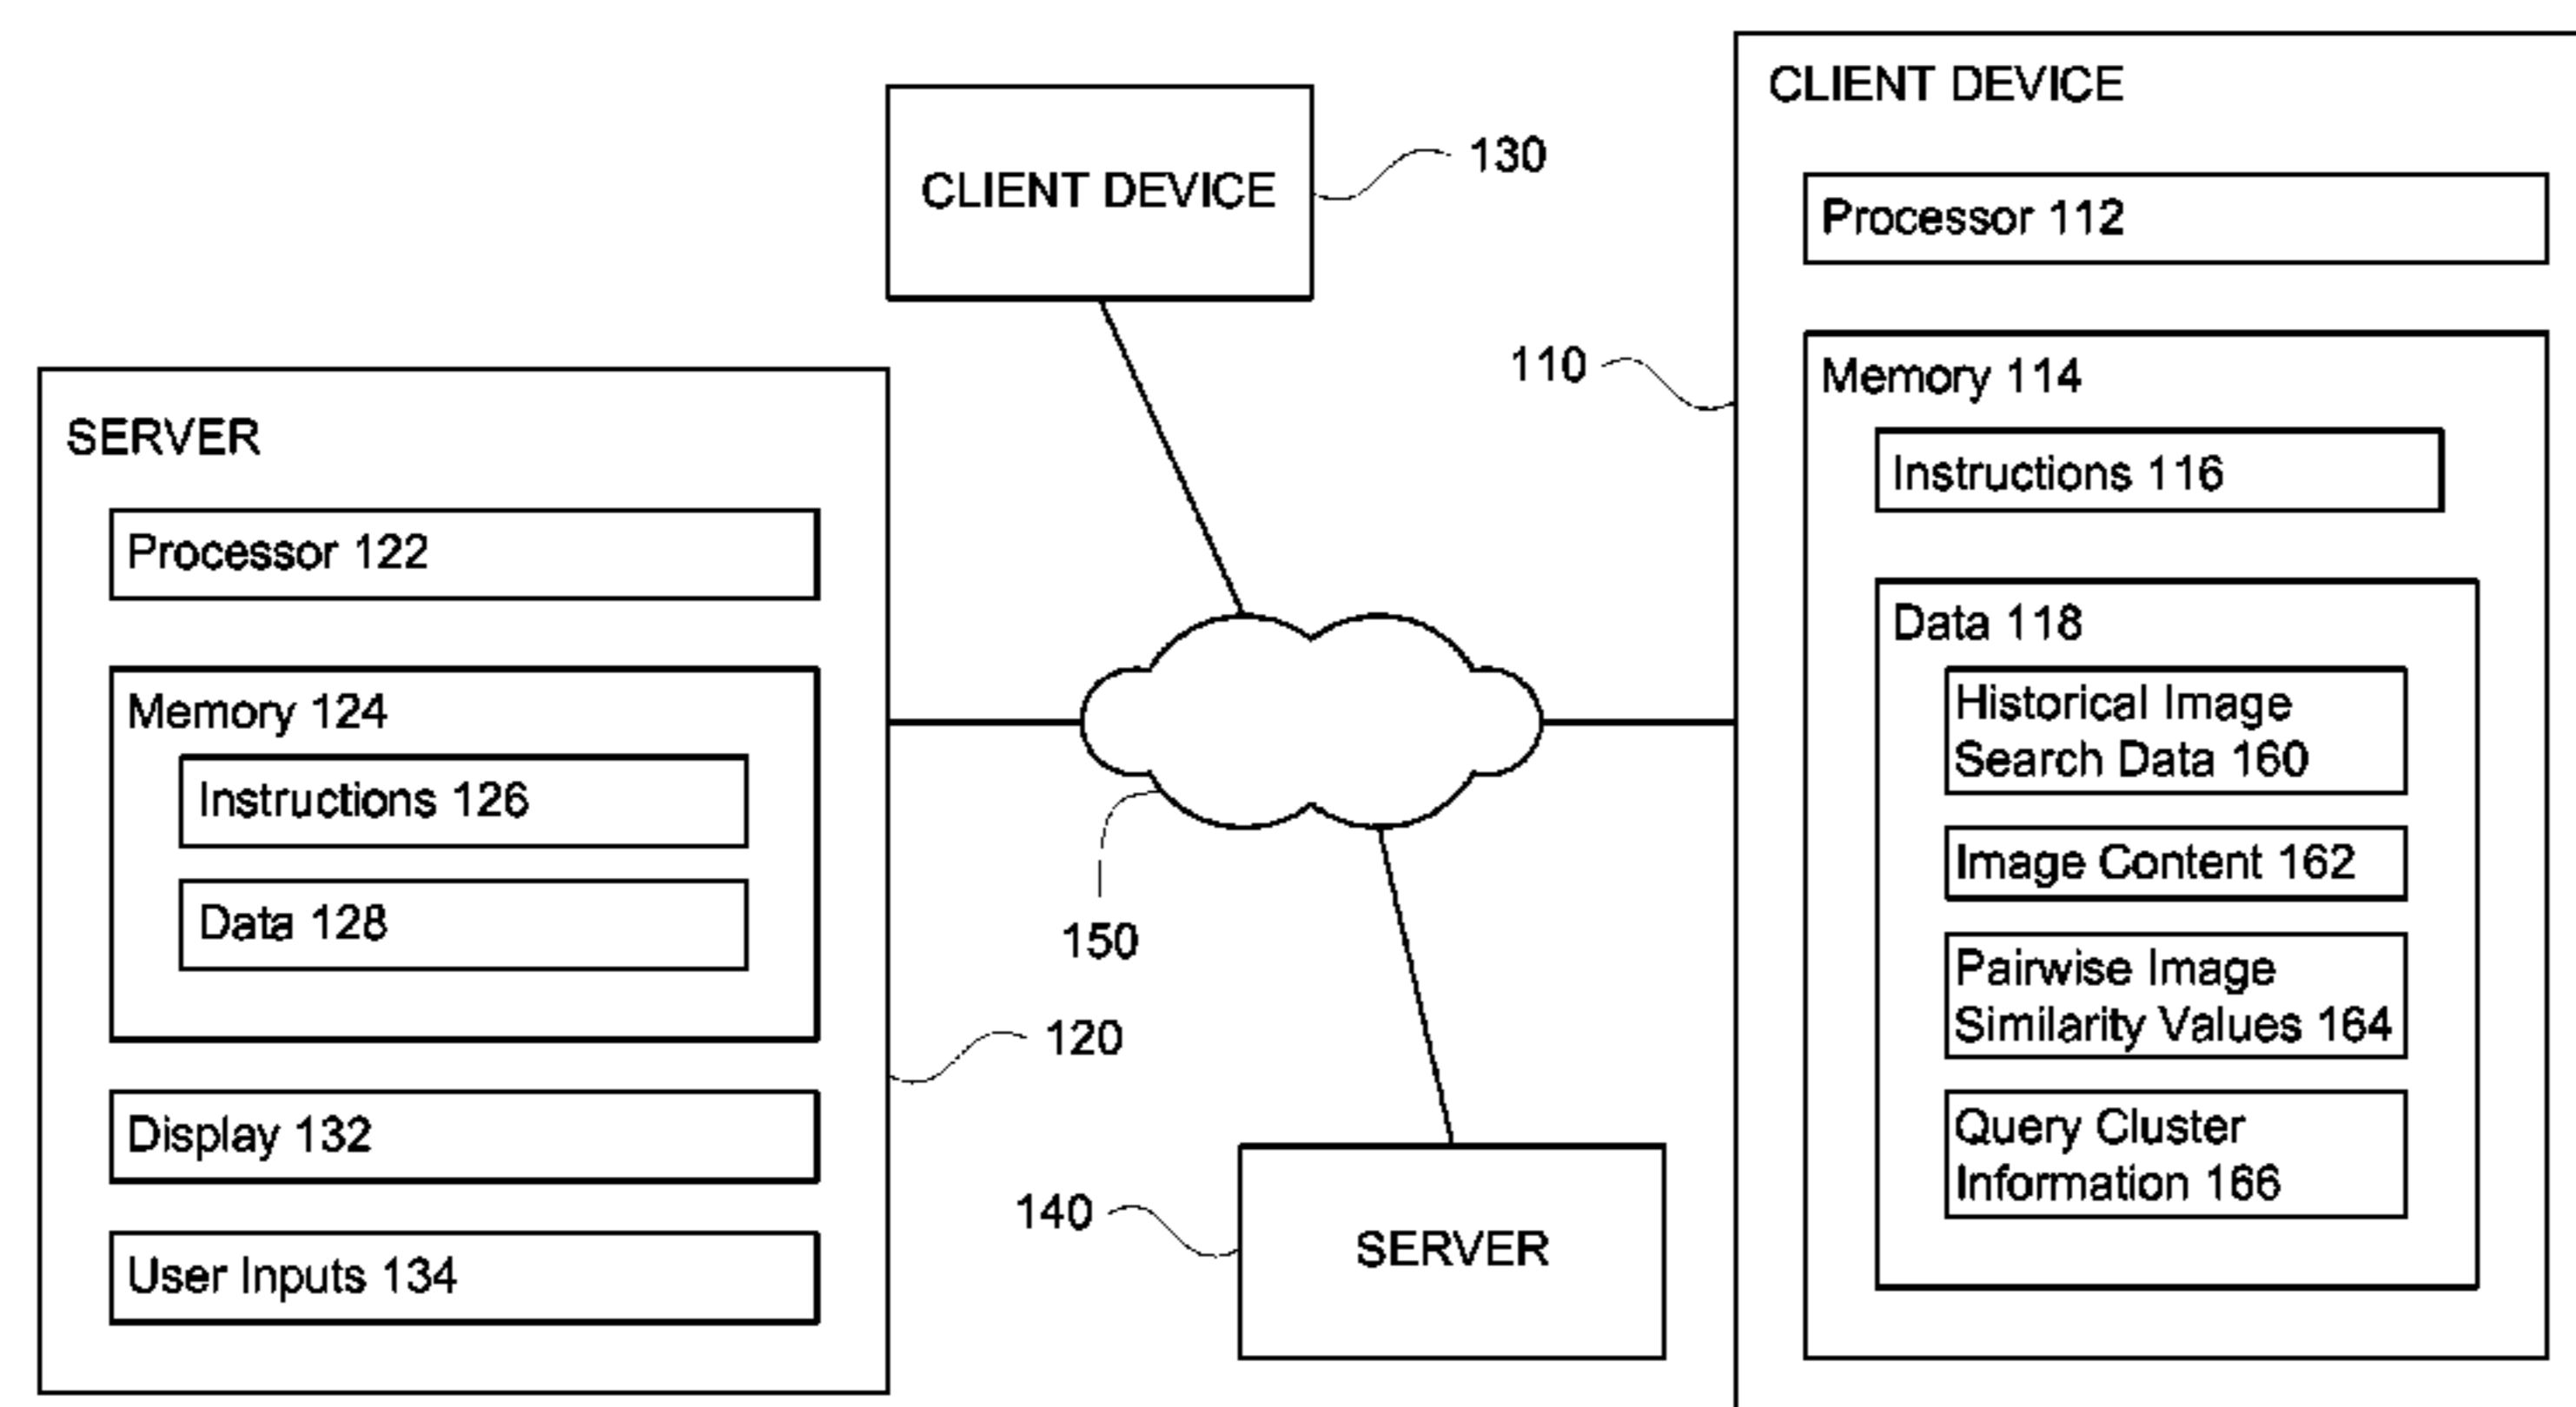 CLIENT DEVICE
130
SERVER
Processor 122
Memory 124
Instructions 126
Data 128
Display 132
User Inputs 134
120
150
140
SERVER
110
CLIENT DEVICE
Processor 112
Memory 114
Instructions 116
Data 118
Historical Image
Search Data 160
Image Content 162
Pairwise Image
Similarity Values 164
Query Cluster
Information 166